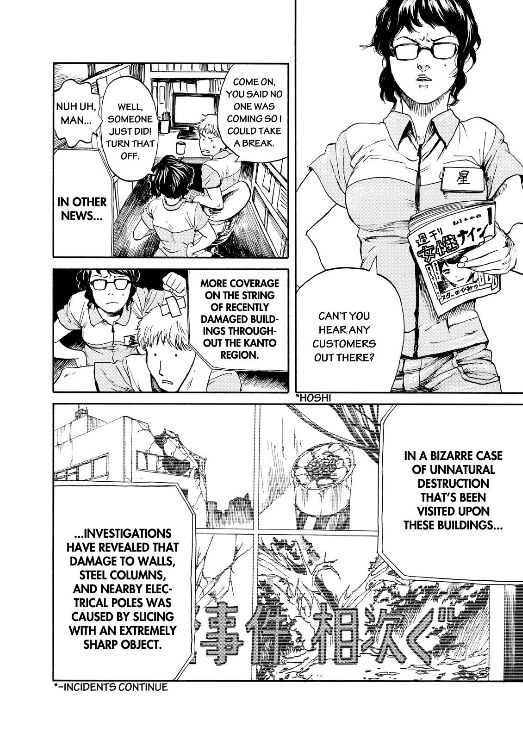 CAN'T YOU
HEAR ANY
CUSTOMERS
OUT THERE?
星
週刊
女性ナイン!
*HOSHI
COME ON,
YOU SAID NO
ONE WAS
COMING SO I
COULD TAKE
A BREAK.
WELL,
SOMEONE
JUST DID!
TURN THAT
OFF.
NUH UH,
MAN...
IN OTHER
NEWS...
MORE COVERAGE
ON THE STRING
OF RECENTLY
DAMAGED BUILD-
INGS THROUGH-
OUT THE KANTO
REGION.
IN A BIZARRE CASE
OF UNNATURAL
DESTRUCTION
THAT'S BEEN
VISITED UPON
THESE BUILDINGS...
...INVESTIGATIONS
HAVE REVEALED THAT
DAMAGE TO WALLS,
STEEL COLUMNS,
AND NEARBY ELEC-
TRICAL POLES WAS
CAUSED BY SLICING
WITH AN EXTREMELY
SHARP OBJECT.
事件 相次ぐ"
*-INCIDENTS CONTINUE